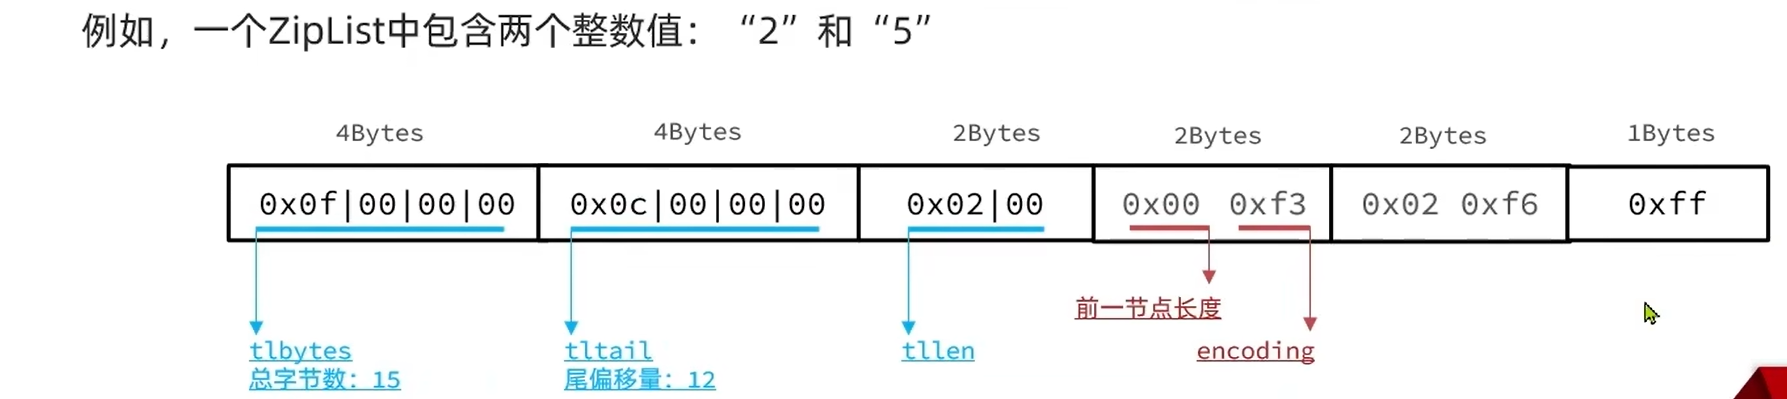 例如，一个ZipList中包含两个整数值：“2”和“5”
4Bytes 4Bytes 2Bytes 2Bytes 2Bytes 1Bytes
0x0f|00|00|00 0x0c|00|00|00 0x02|00 0x00 0xf3 0x02 0xf6 0xff
前一节点长度
tlbytes tltail tllen encoding
总字节数：15 尾偏移量：12